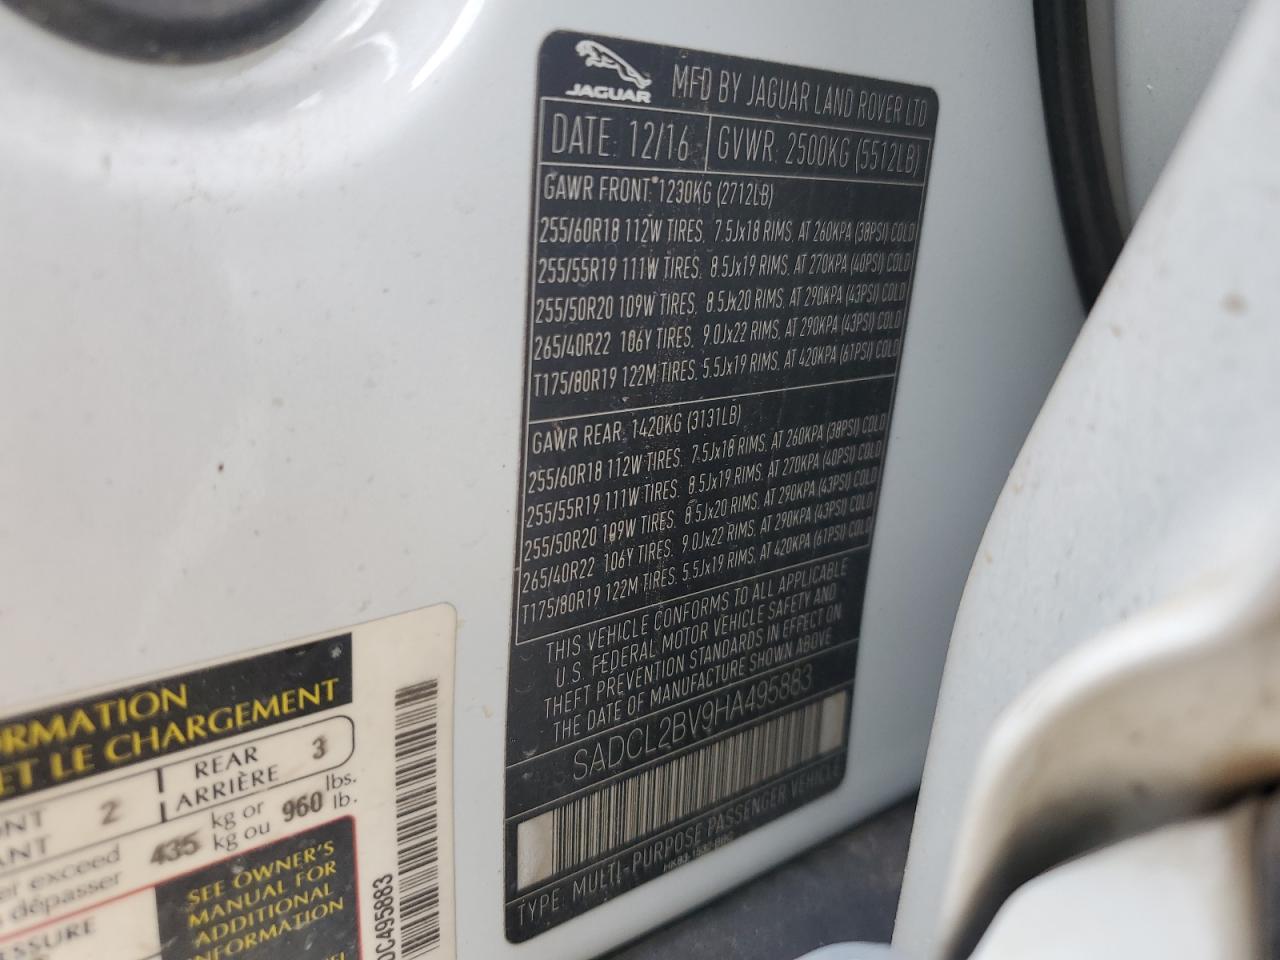 JAGUAR
MFD BY JAGUAR LAND ROVER LTD
DATE: 12/16 GVWR: 2500KG (5512LB)
GAWR FRONT: 1230KG (2712LB)
255/60R18 112W TIRES, 7.5Jx18 RIMS, AT 260KPA (38PSI) COLD
255/55R19 111W TIRES, 8.5Jx19 RIMS, AT 270KPA (40PSI) COLD
255/50R20 109W TIRES, 8.5Jx20 RIMS, AT 290KPA (43PSI) COLD
265/40R22 106Y TIRES, 9.0Jx22 RIMS, AT 290KPA (43PSI) COLD
T175/80R19 122M TIRES, 5.5Jx19 RIMS, AT 420KPA (61PSI) COLD
GAWR REAR: 1420KG (3131LB)
255/60R18 112W TIRES, 7.5Jx18 RIMS, AT 260KPA (38PSI) COLD
255/55R19 111W TIRES, 8.5Jx19 RIMS, AT 270KPA (40PSI) COLD
255/50R20 109W TIRES, 8.5Jx20 RIMS, AT 290KPA (43PSI) COLD
265/40R22 106Y TIRES, 9.0Jx22 RIMS, AT 290KPA (43PSI) COLD
T175/80R19 122M TIRES, 5.5Jx19 RIMS, AT 420KPA (61PSI) COLD
THIS VEHICLE CONFORMS TO ALL APPLICABLE
U.S. FEDERAL MOTOR VEHICLE SAFETY AND
THEFT PREVENTION STANDARDS IN EFFECT ON
THE DATE OF MANUFACTURE SHOWN ABOVE
SADCL2BV9HA495883
TYPE: MULTI-PURPOSE PASSENGER VEHICLE
RMATION
ET LE CHARGEMENT
NT 2 REAR 3
ANT ARRIÈRE
er exceed 435 kg or 960 lbs.
dépasser kg ou lb.
SSURE
SEE OWNER'S
MANUAL FOR
ADDITIONAL
INFORMATION
DC495883